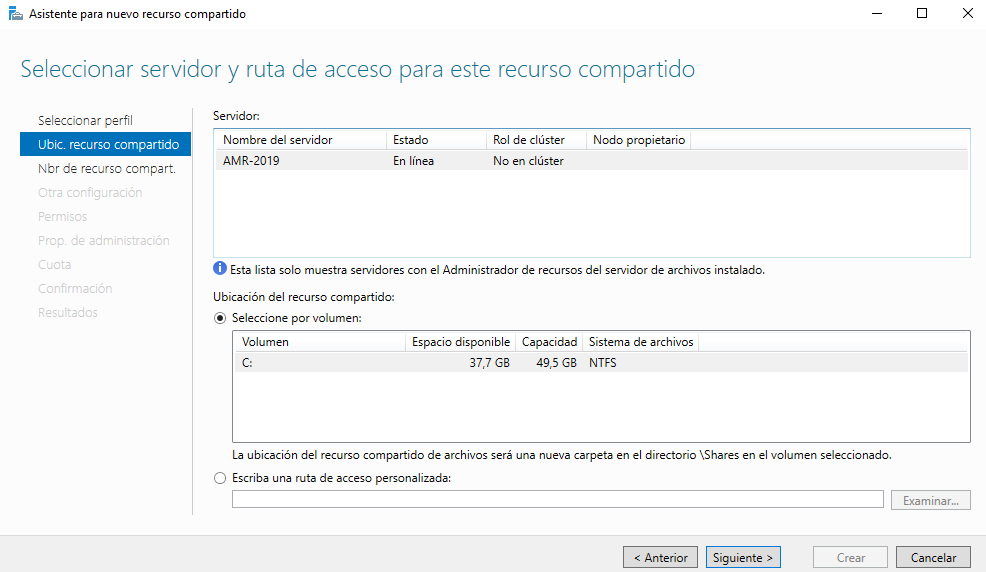 Asistente para nuevo recurso compartido
Seleccionar servidor y ruta de acceso para este recurso compartido
Seleccionar perfil
Ubic. recurso compartido
Nbr de recurso compart.
Otra configuración
Permisos
Prop. de administración
Cuota
Confirmación
Resultados
Servidor:
Nombre del servidor Estado Rol de clúster Nodo propietario
AMR-2019 En línea No en clúster
Esta lista solo muestra servidores con el Administrador de recursos del servidor de archivos instalado.
Ubicación del recurso compartido:
Seleccione por volumen:
Volumen Espacio disponible Capacidad Sistema de archivos
C: 37,7 GB 49,5 GB NTFS
La ubicación del recurso compartido de archivos será una nueva carpeta en el directorio \Shares en el volumen seleccionado.
Escriba una ruta de acceso personalizada:
Examinar...
< Anterior Siguiente > Crear Cancelar